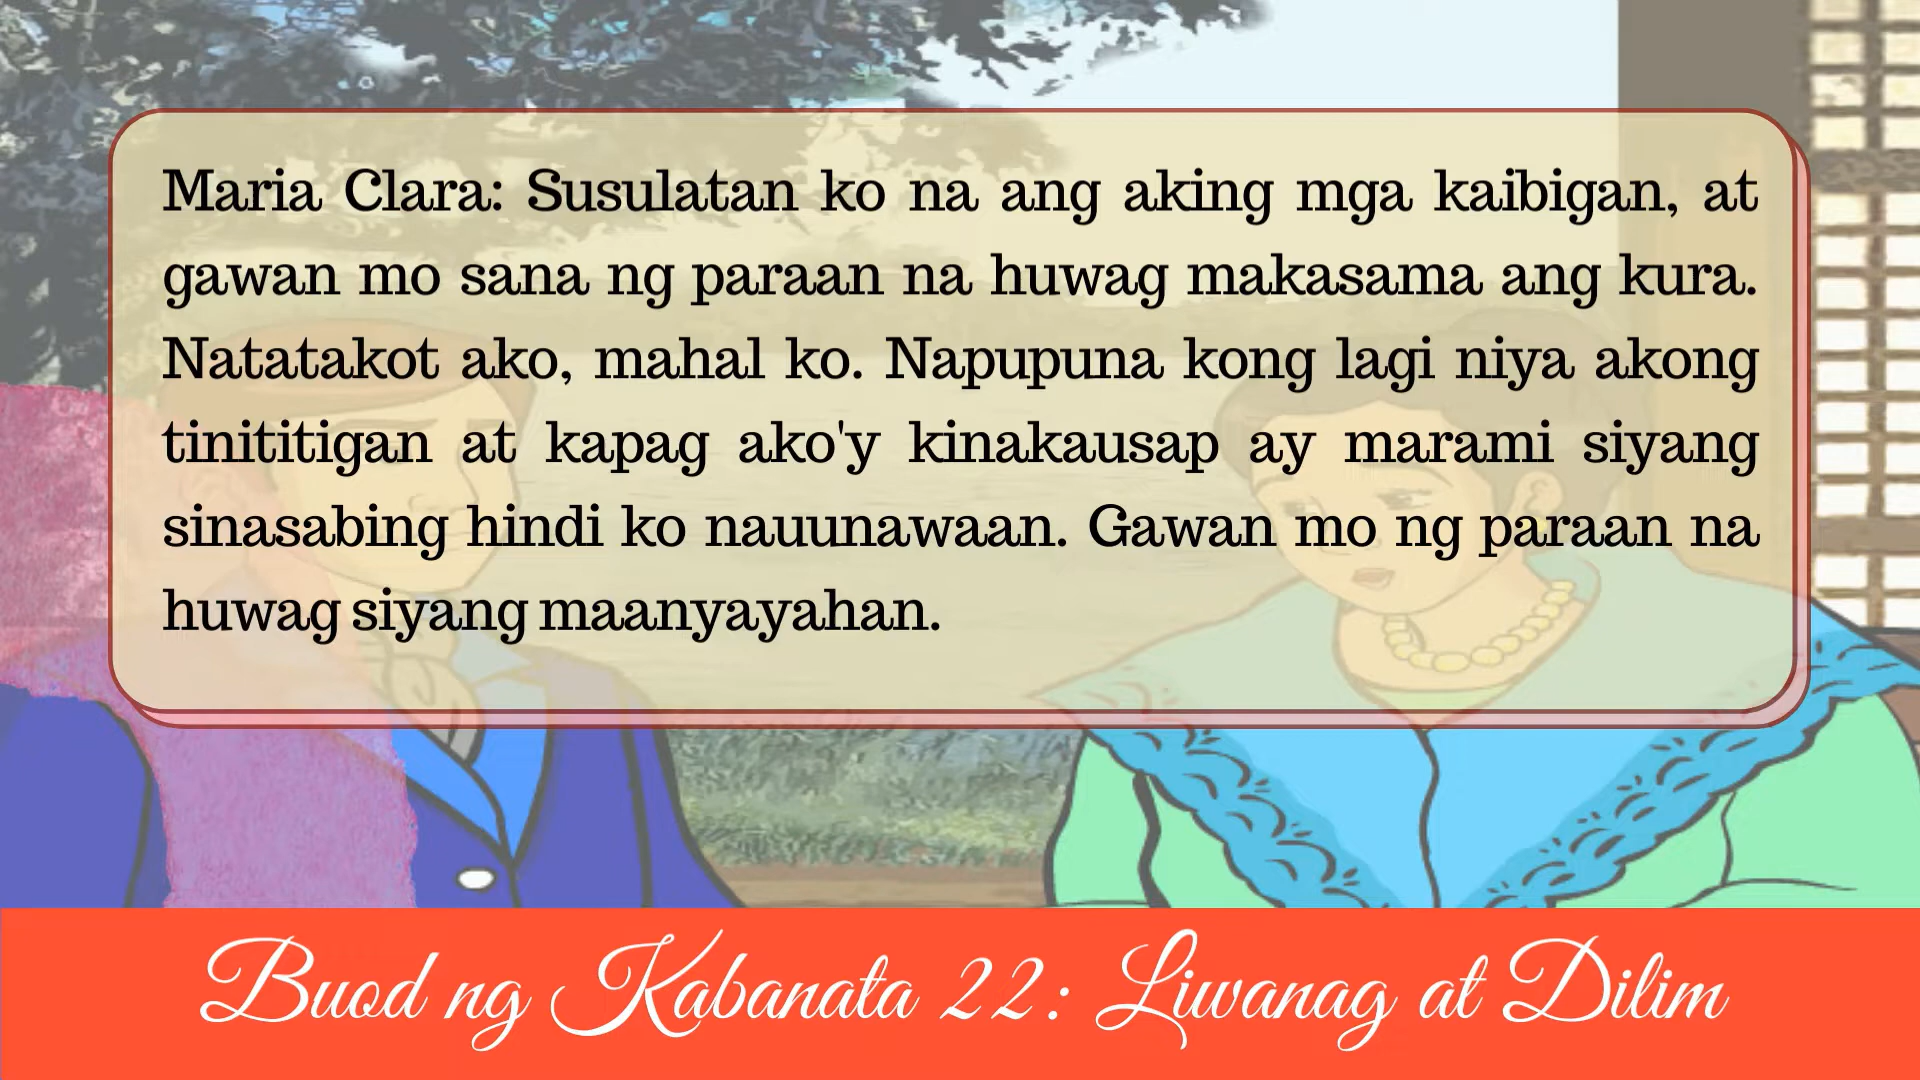 Maria Clara: Susulatan ko na ang aking mga kaibigan, at
gawan mo sana ng paraan na huwag makasama ang kura.
Natatakot ako, mahal ko. Napupuna kong lagi niya akong
tinititigan at kapag ako'y kinakausap ay marami siyang
sinasabing hindi ko nauunawaan. Gawan mo ng paraan na
huwag siyang maanyayahan.
Buod ng Kabanata 22: Liwanag at Dilim